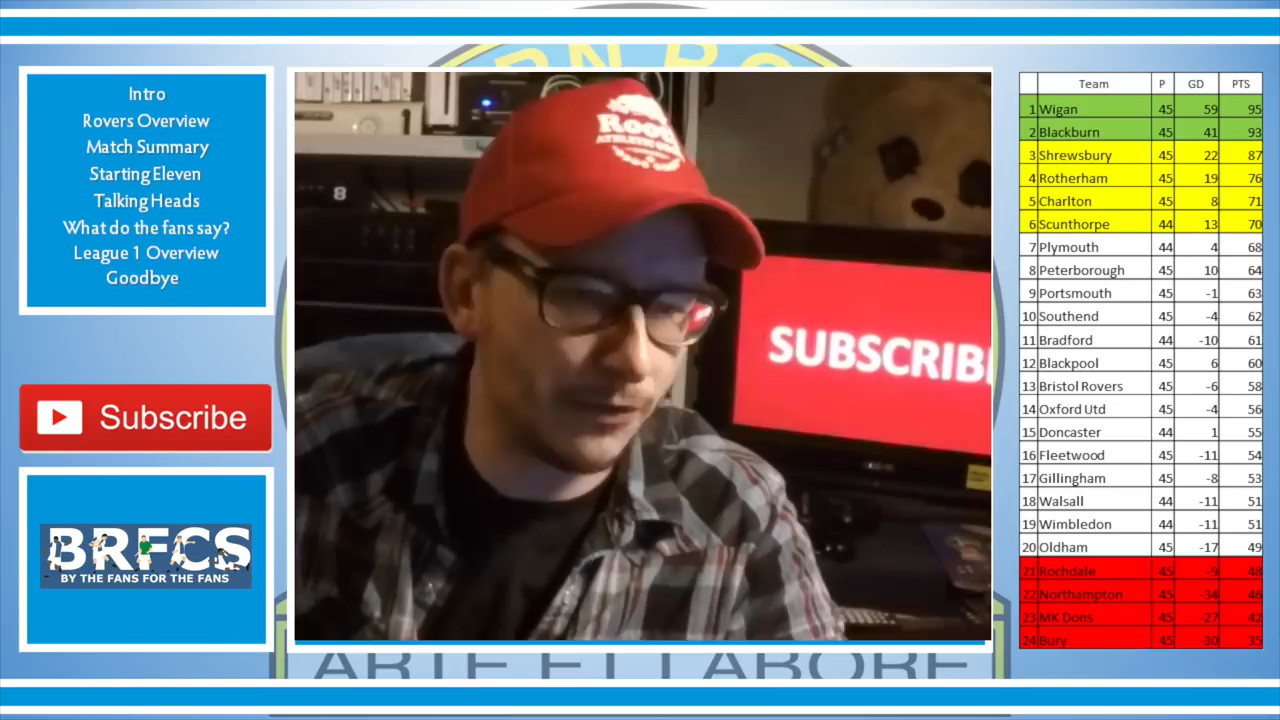 RN RO
Intro
Rovers Overview
Match Summary
Starting Eleven
Talking Heads
What do the fans say?
League 1 Overview
Goodbye
Subscribe
BRFCS
BY THE FANS FOR THE FANS
8
Roots
SUBSCRIB
ARTE ET LABORE
Team P GD PTS
1 Wigan 45 59 95
2 Blackburn 45 41 93
3 Shrewsbury 45 22 87
4 Rotherham 45 19 76
5 Charlton 45 8 71
6 Scunthorpe 44 13 70
7 Plymouth 44 4 68
8 Peterborough 45 10 64
9 Portsmouth 45 -1 63
10 Southend 45 -4 62
11 Bradford 44 -10 61
12 Blackpool 45 6 60
13 Bristol Rovers 45 -6 58
14 Oxford Utd 45 -4 56
15 Doncaster 44 1 55
16 Fleetwood 45 -11 54
17 Gillingham 45 -8 53
18 Walsall 44 -11 51
19 Wimbledon 44 -11 51
20 Oldham 45 -17 49
21 Rochdale 45 -9 48
22 Northampton 45 -34 46
23 MK Dons 45 -27 42
24 Bury 45 -30 35